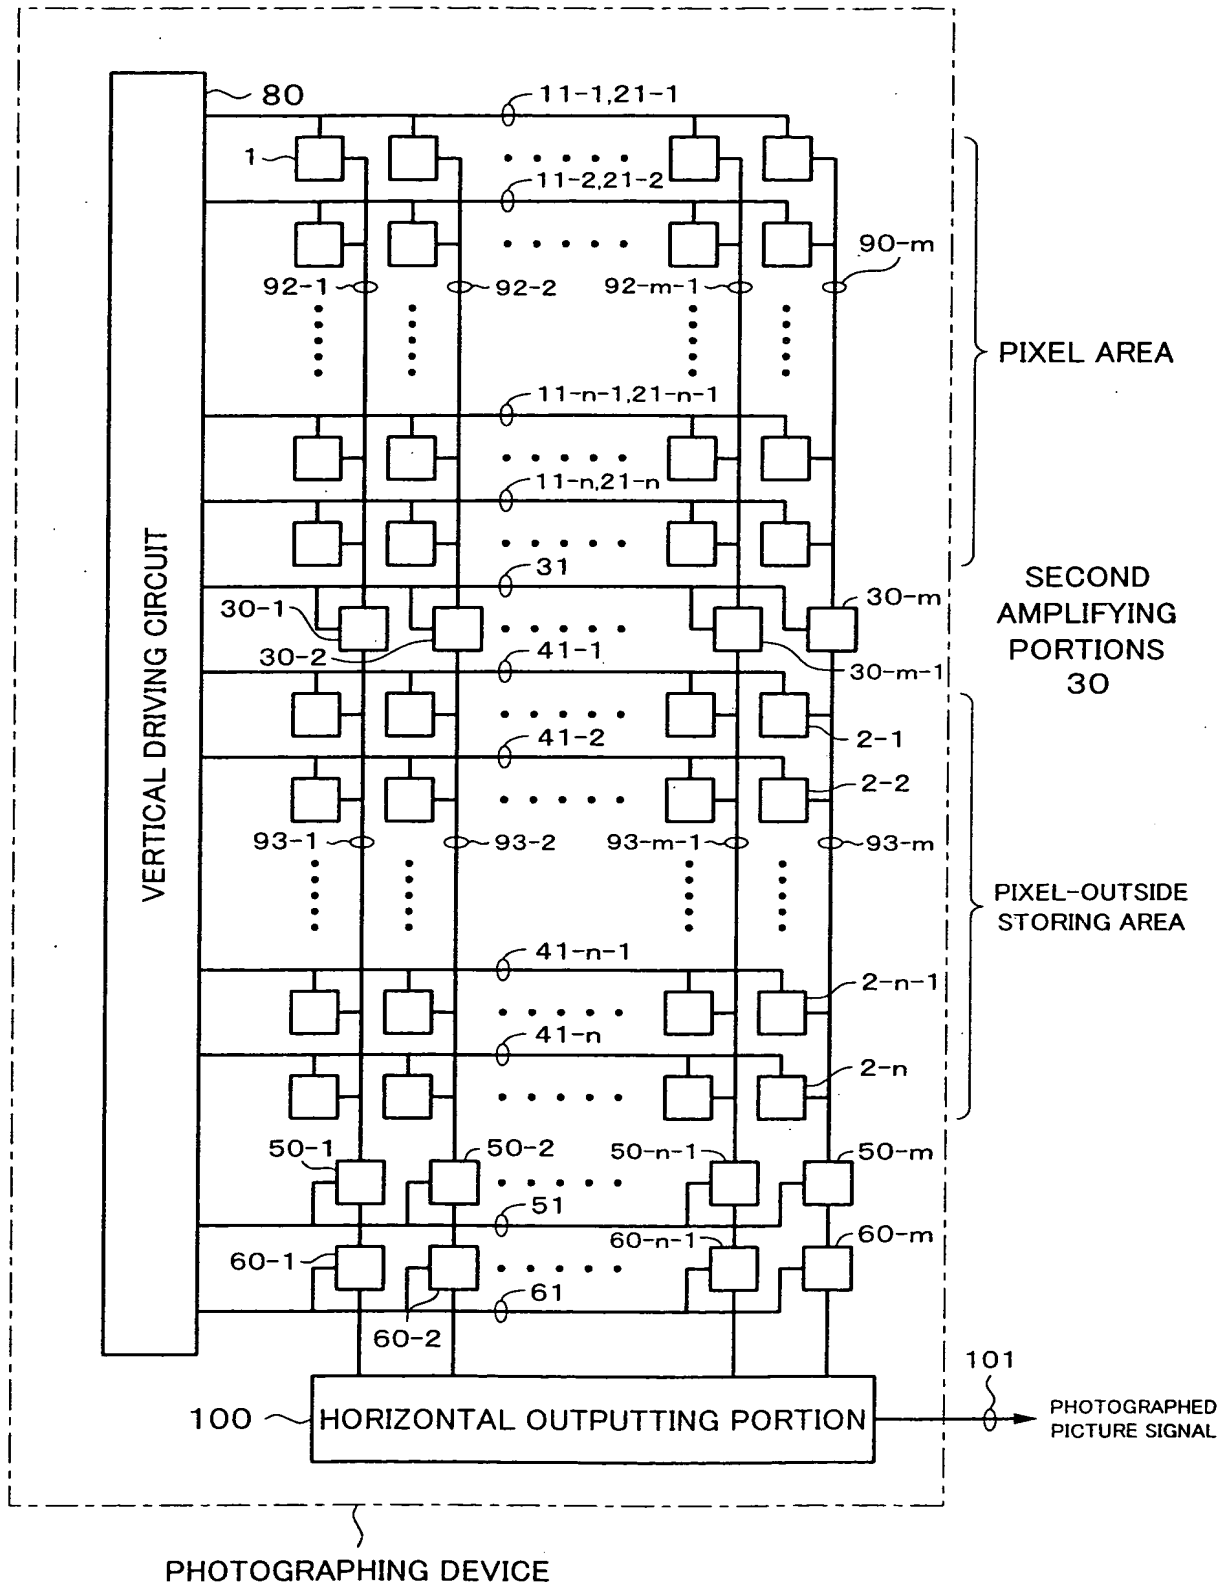 80
11-1,21-1
1
11-2,21-2
90-m
92-1
92-2
92-m-1
PIXEL AREA
11-n-1,21-n-1
11-n,21-n
VERTICAL DRIVING CIRCUIT
31
SECOND
AMPLIFYING
PORTIONS
30
30-1
30-m
30-2
41-1
30-m-1
2-1
41-2
2-2
93-1
93-2
93-m-1
93-m
PIXEL-OUTSIDE
STORING AREA
41-n-1
2-n-1
41-n
2-n
50-1
50-2
50-n-1
50-m
51
60-1
60-n-1
60-m
61
60-2
101
100
HORIZONTAL OUTPUTTING PORTION
PHOTOGRAPHED
PICTURE SIGNAL
PHOTOGRAPHING DEVICE